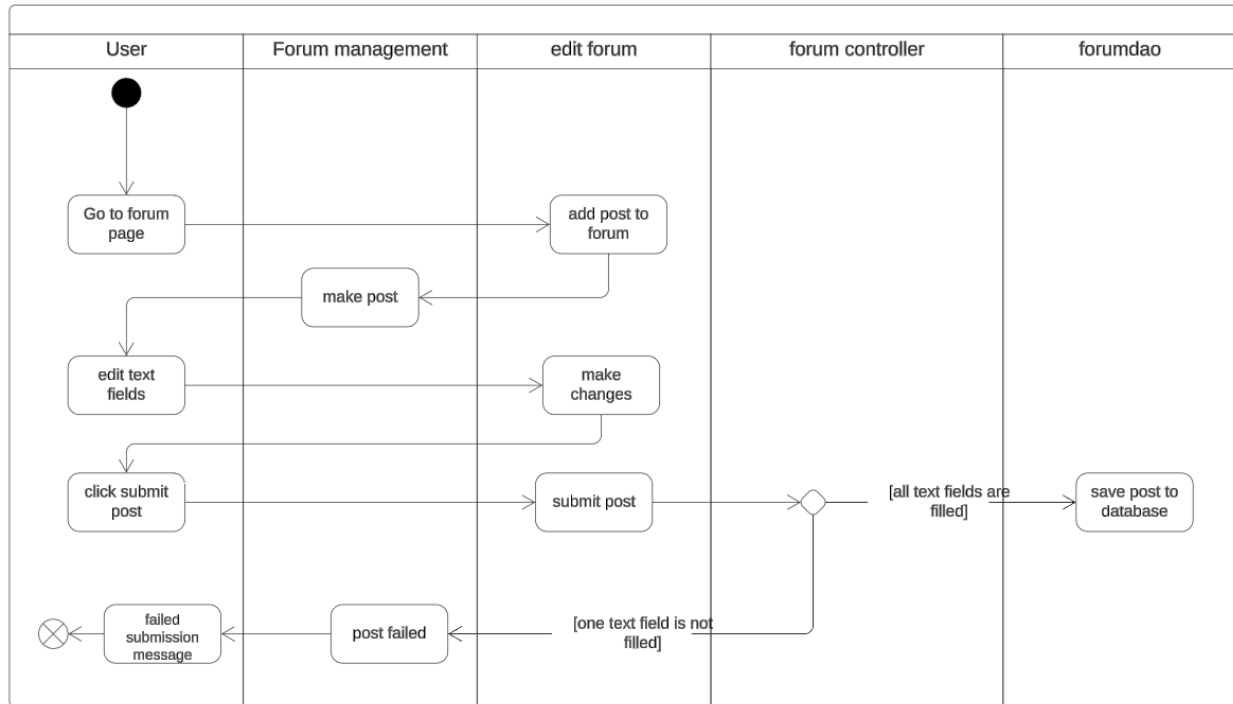 User
Forum management
edit forum
forum controller
forumdao
Go to forum
page
add post to
forum
make post
edit text
fields
make
changes
click submit
post
submit post
[all text fields are
filled]
save post to
database
failed
submission
message
post failed
[one text field is not
filled]